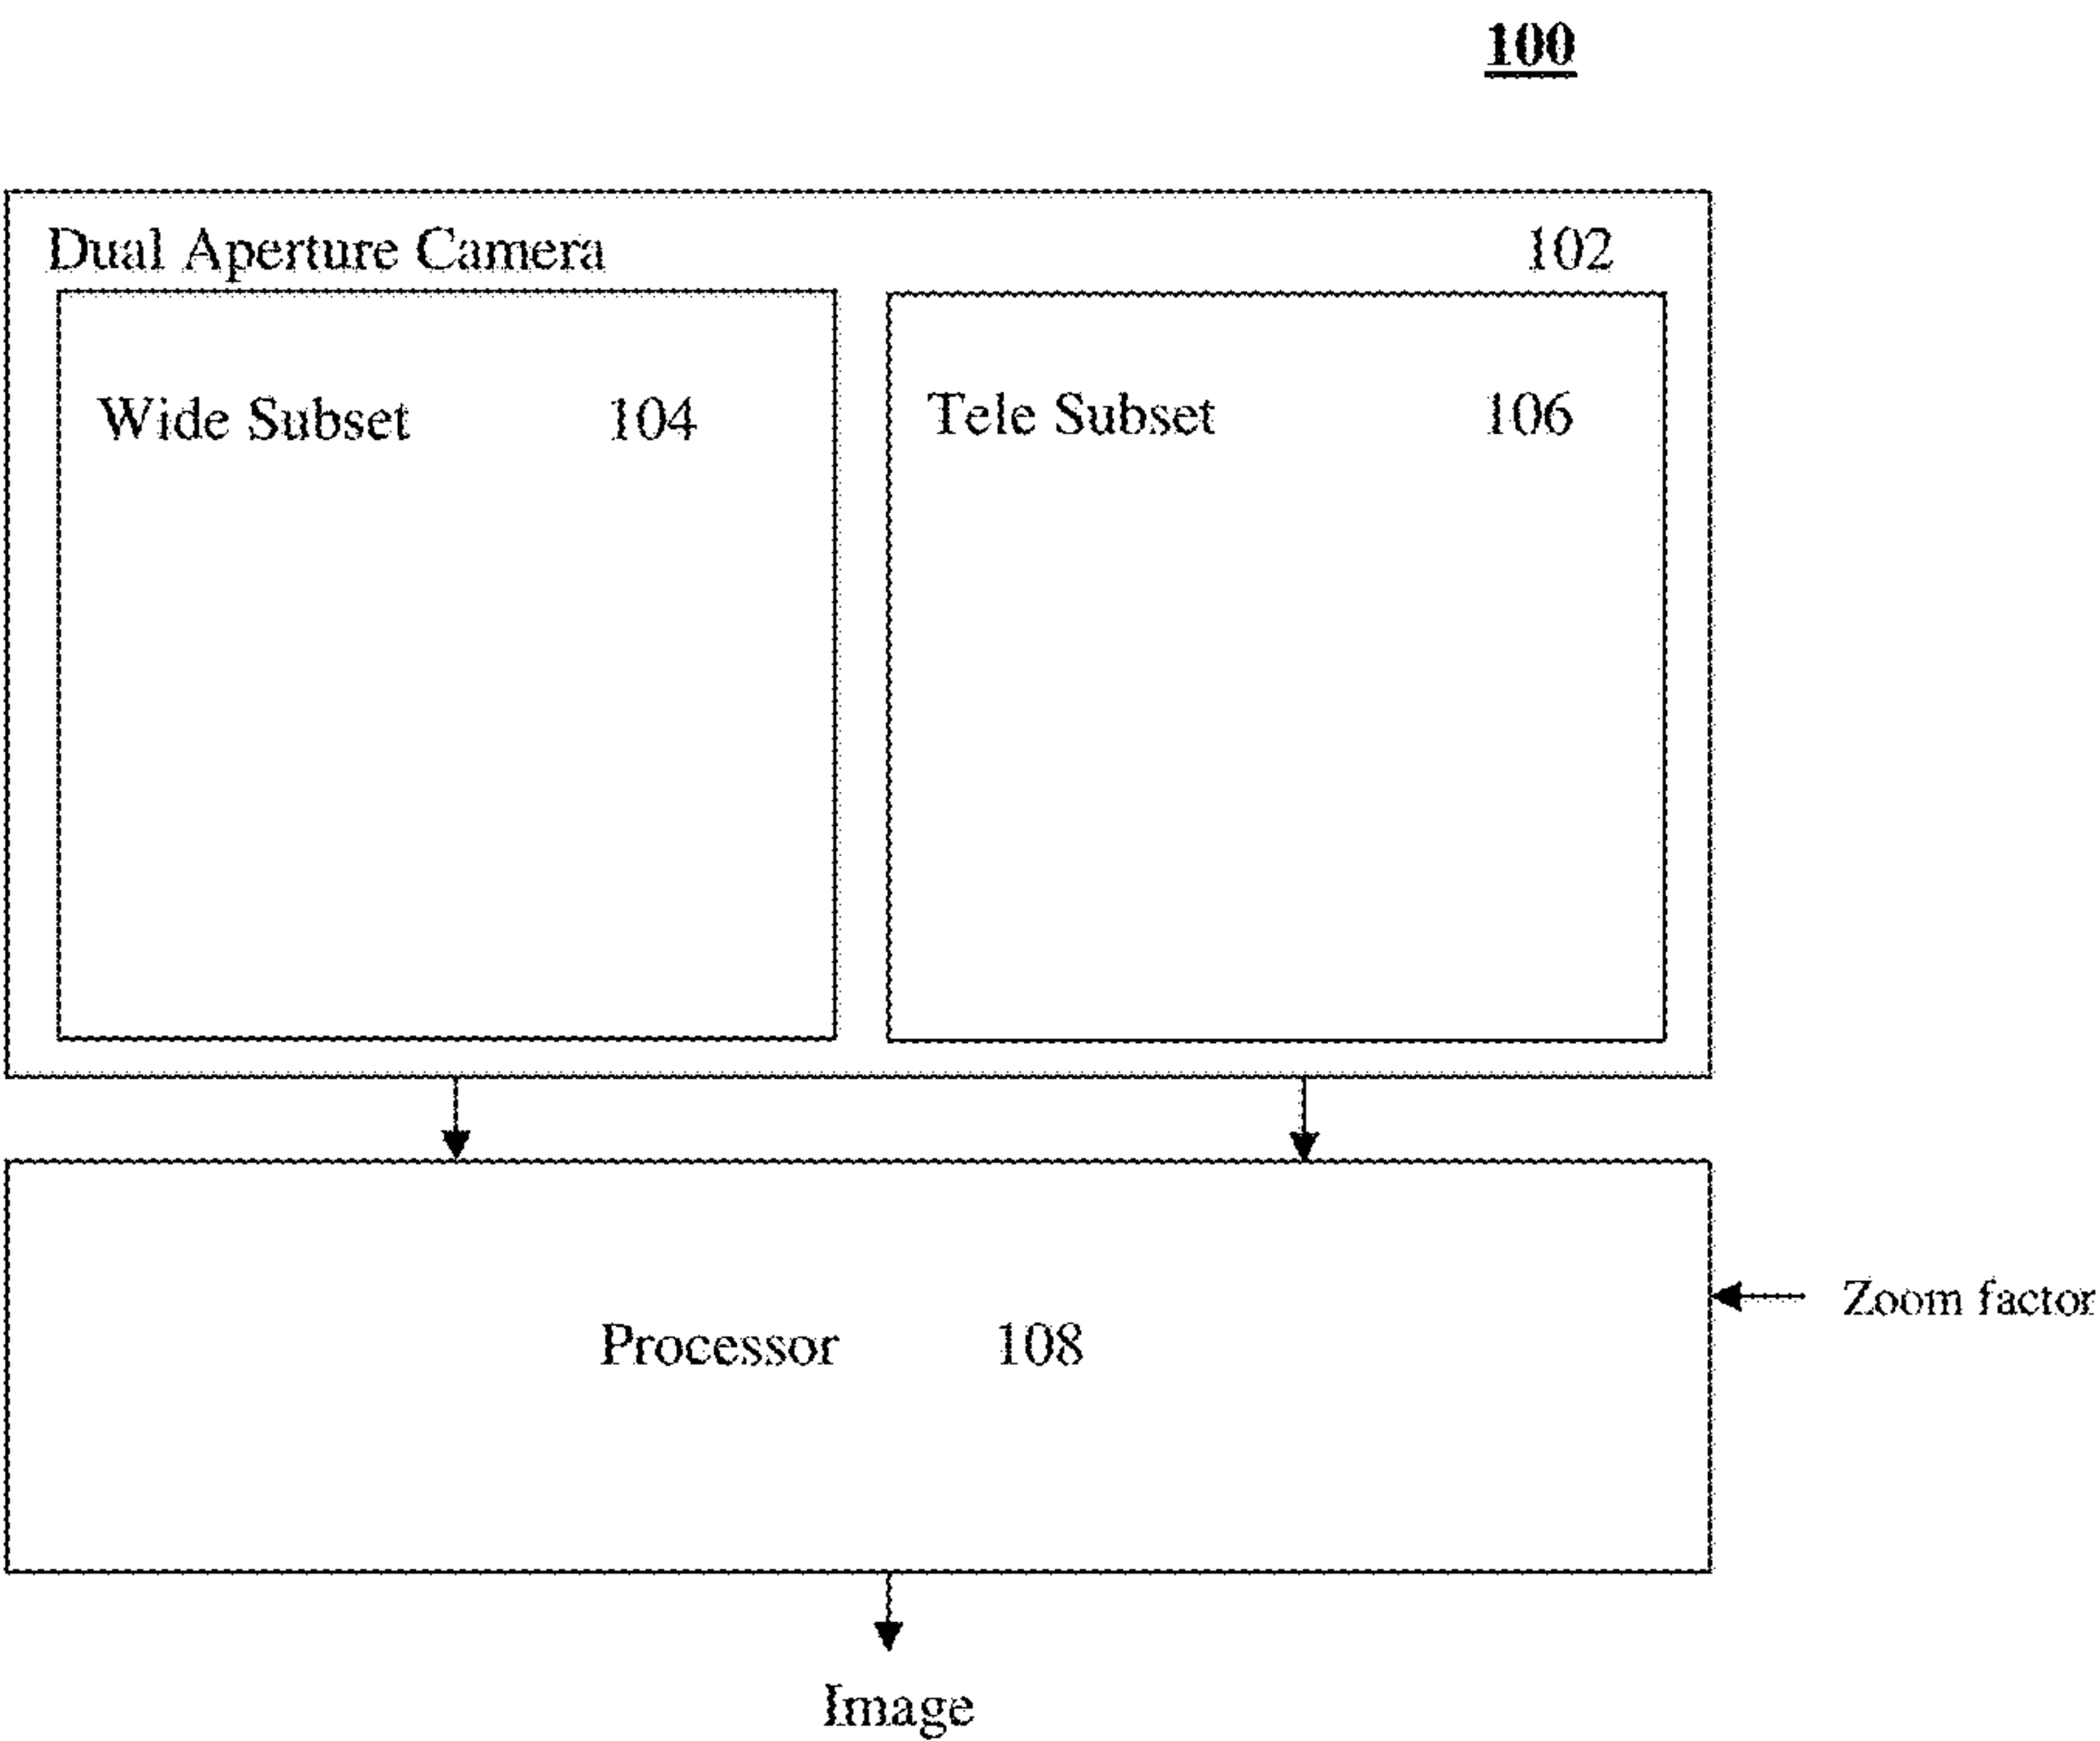 100
Dual Aperture Camera 102
Wide Subset 104
Tele Subset 106
Zoom factor
Processor 108
Image